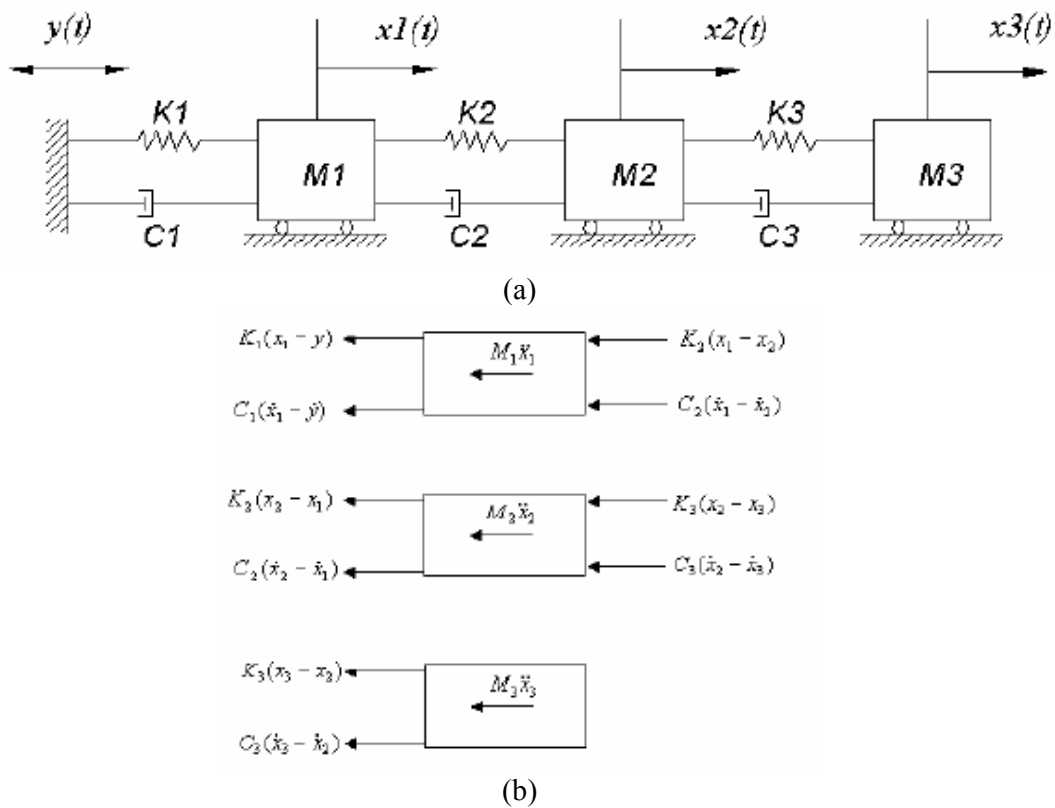 y(t) x1(t) x2(t) x3(t)
K1 K2 K3
M1 M2 M3
C1 C2 C3
(a)
K₁(x₁ − y) M₁ẍ₁ K₂(x₁ − x₂)
C₁(ẋ₁ − ẏ) C₂(ẋ₁ − ẋ₂)
K₂(x₂ − x₁) M₂ẍ₂ K₃(x₂ − x₃)
C₂(ẋ₂ − ẋ₁) C₃(ẋ₂ − ẋ₃)
K₃(x₃ − x₂) M₃ẍ₃
C₃(ẋ₃ − ẋ₂)
(b)